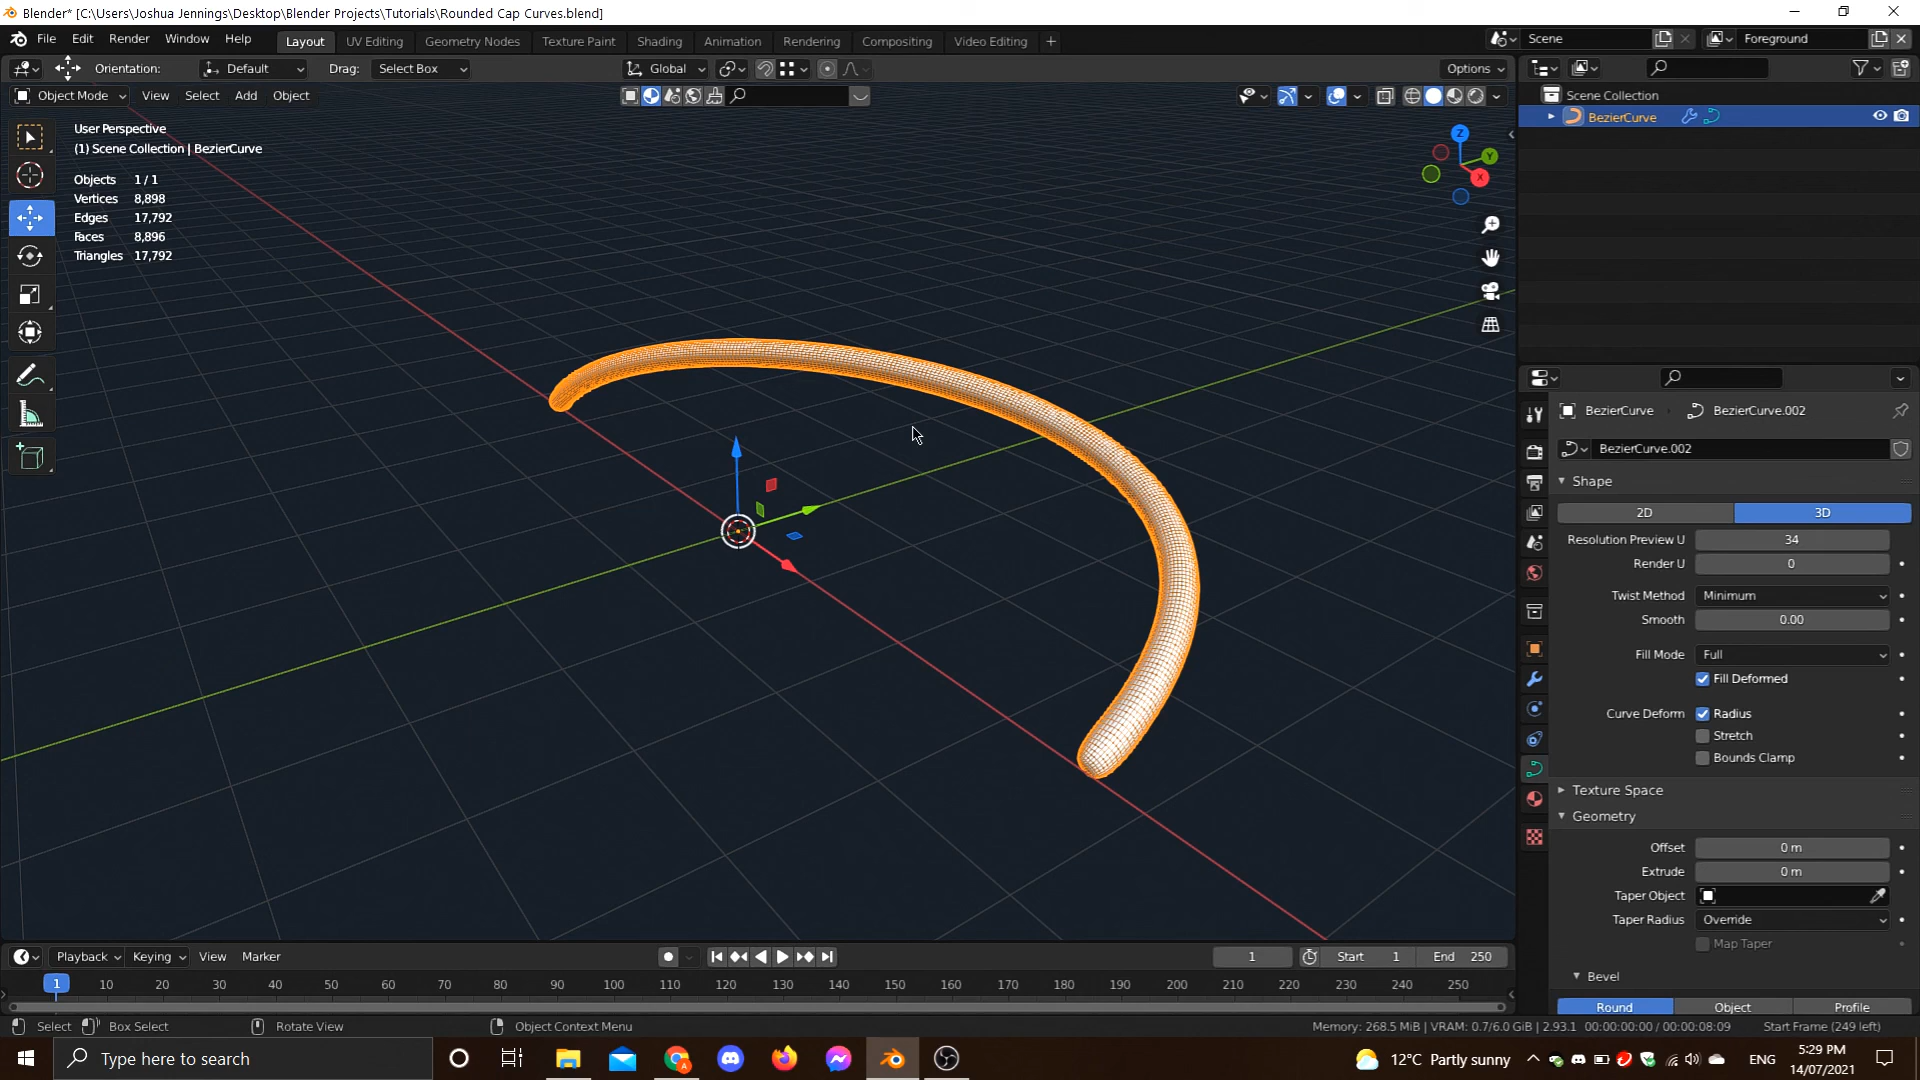 Blender* [C:\Users\Joshua Jennings\Desktop\Blender Projects\Tutorials\Rounded Cap Curves.blend]
File Edit Render Window Help Layout UV Editing Geometry Nodes Texture Paint Shading Animation Rendering Compositing Video Editing + Scene Foreground
Orientation: Default Drag: Select Box Global Options
Object Mode View Select Add Object
Scene Collection
BezierCurve
User Perspective
(1) Scene Collection | BezierCurve
Objects 1 / 1
Vertices 8,898
Edges 17,792
Faces 8,896
Triangles 17,792
Z
Y
X
BezierCurve BezierCurve.002
BezierCurve.002
Shape
2D 3D
Resolution Preview U 34
Render U 0
Twist Method Minimum
Smooth 0.00
Fill Mode Full
Fill Deformed
Curve Deform Radius
Stretch
Bounds Clamp
Texture Space
Geometry
Offset 0 m
Extrude 0 m
Taper Object
Taper Radius Override
Map Taper
Bevel
Round Object Profile
Playback Keying View Marker 1 Start 1 End 250
1 10 20 30 40 50 60 70 80 90 100 110 120 130 140 150 160 170 180 190 200 210 220 230 240 250
Select Box Select Rotate View Object Context Menu Memory: 268.5 MiB | VRAM: 0.7/6.0 GiB | 2.93.1 00:00:00:00 / 00:00:08:09 Start Frame (249 left)
Type here to search 12°C Partly sunny ENG 5:29 PM
14/07/2021